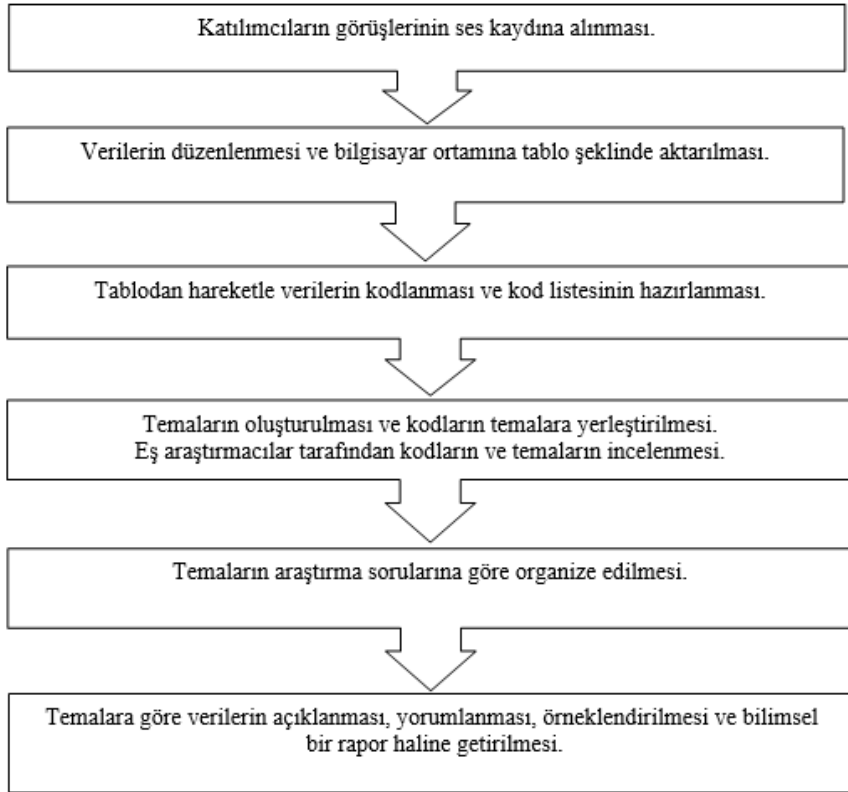 Katılımcıların görüşlerinin ses kaydına alınması.
Verilerin düzenlenmesi ve bilgisayar ortamına tablo şeklinde aktarılması.
Tablodan hareketle verilerin kodlanması ve kod listesinin hazırlanması.
Temaların oluşturulması ve kodların temalara yerleştirilmesi.
Eş araştırmacılar tarafından kodların ve temaların incelenmesi.
Temaların araştırma sorularına göre organize edilmesi.
Temalara göre verilerin açıklanması, yorumlanması, örneklendirilmesi ve bilimsel
bir rapor haline getirilmesi.